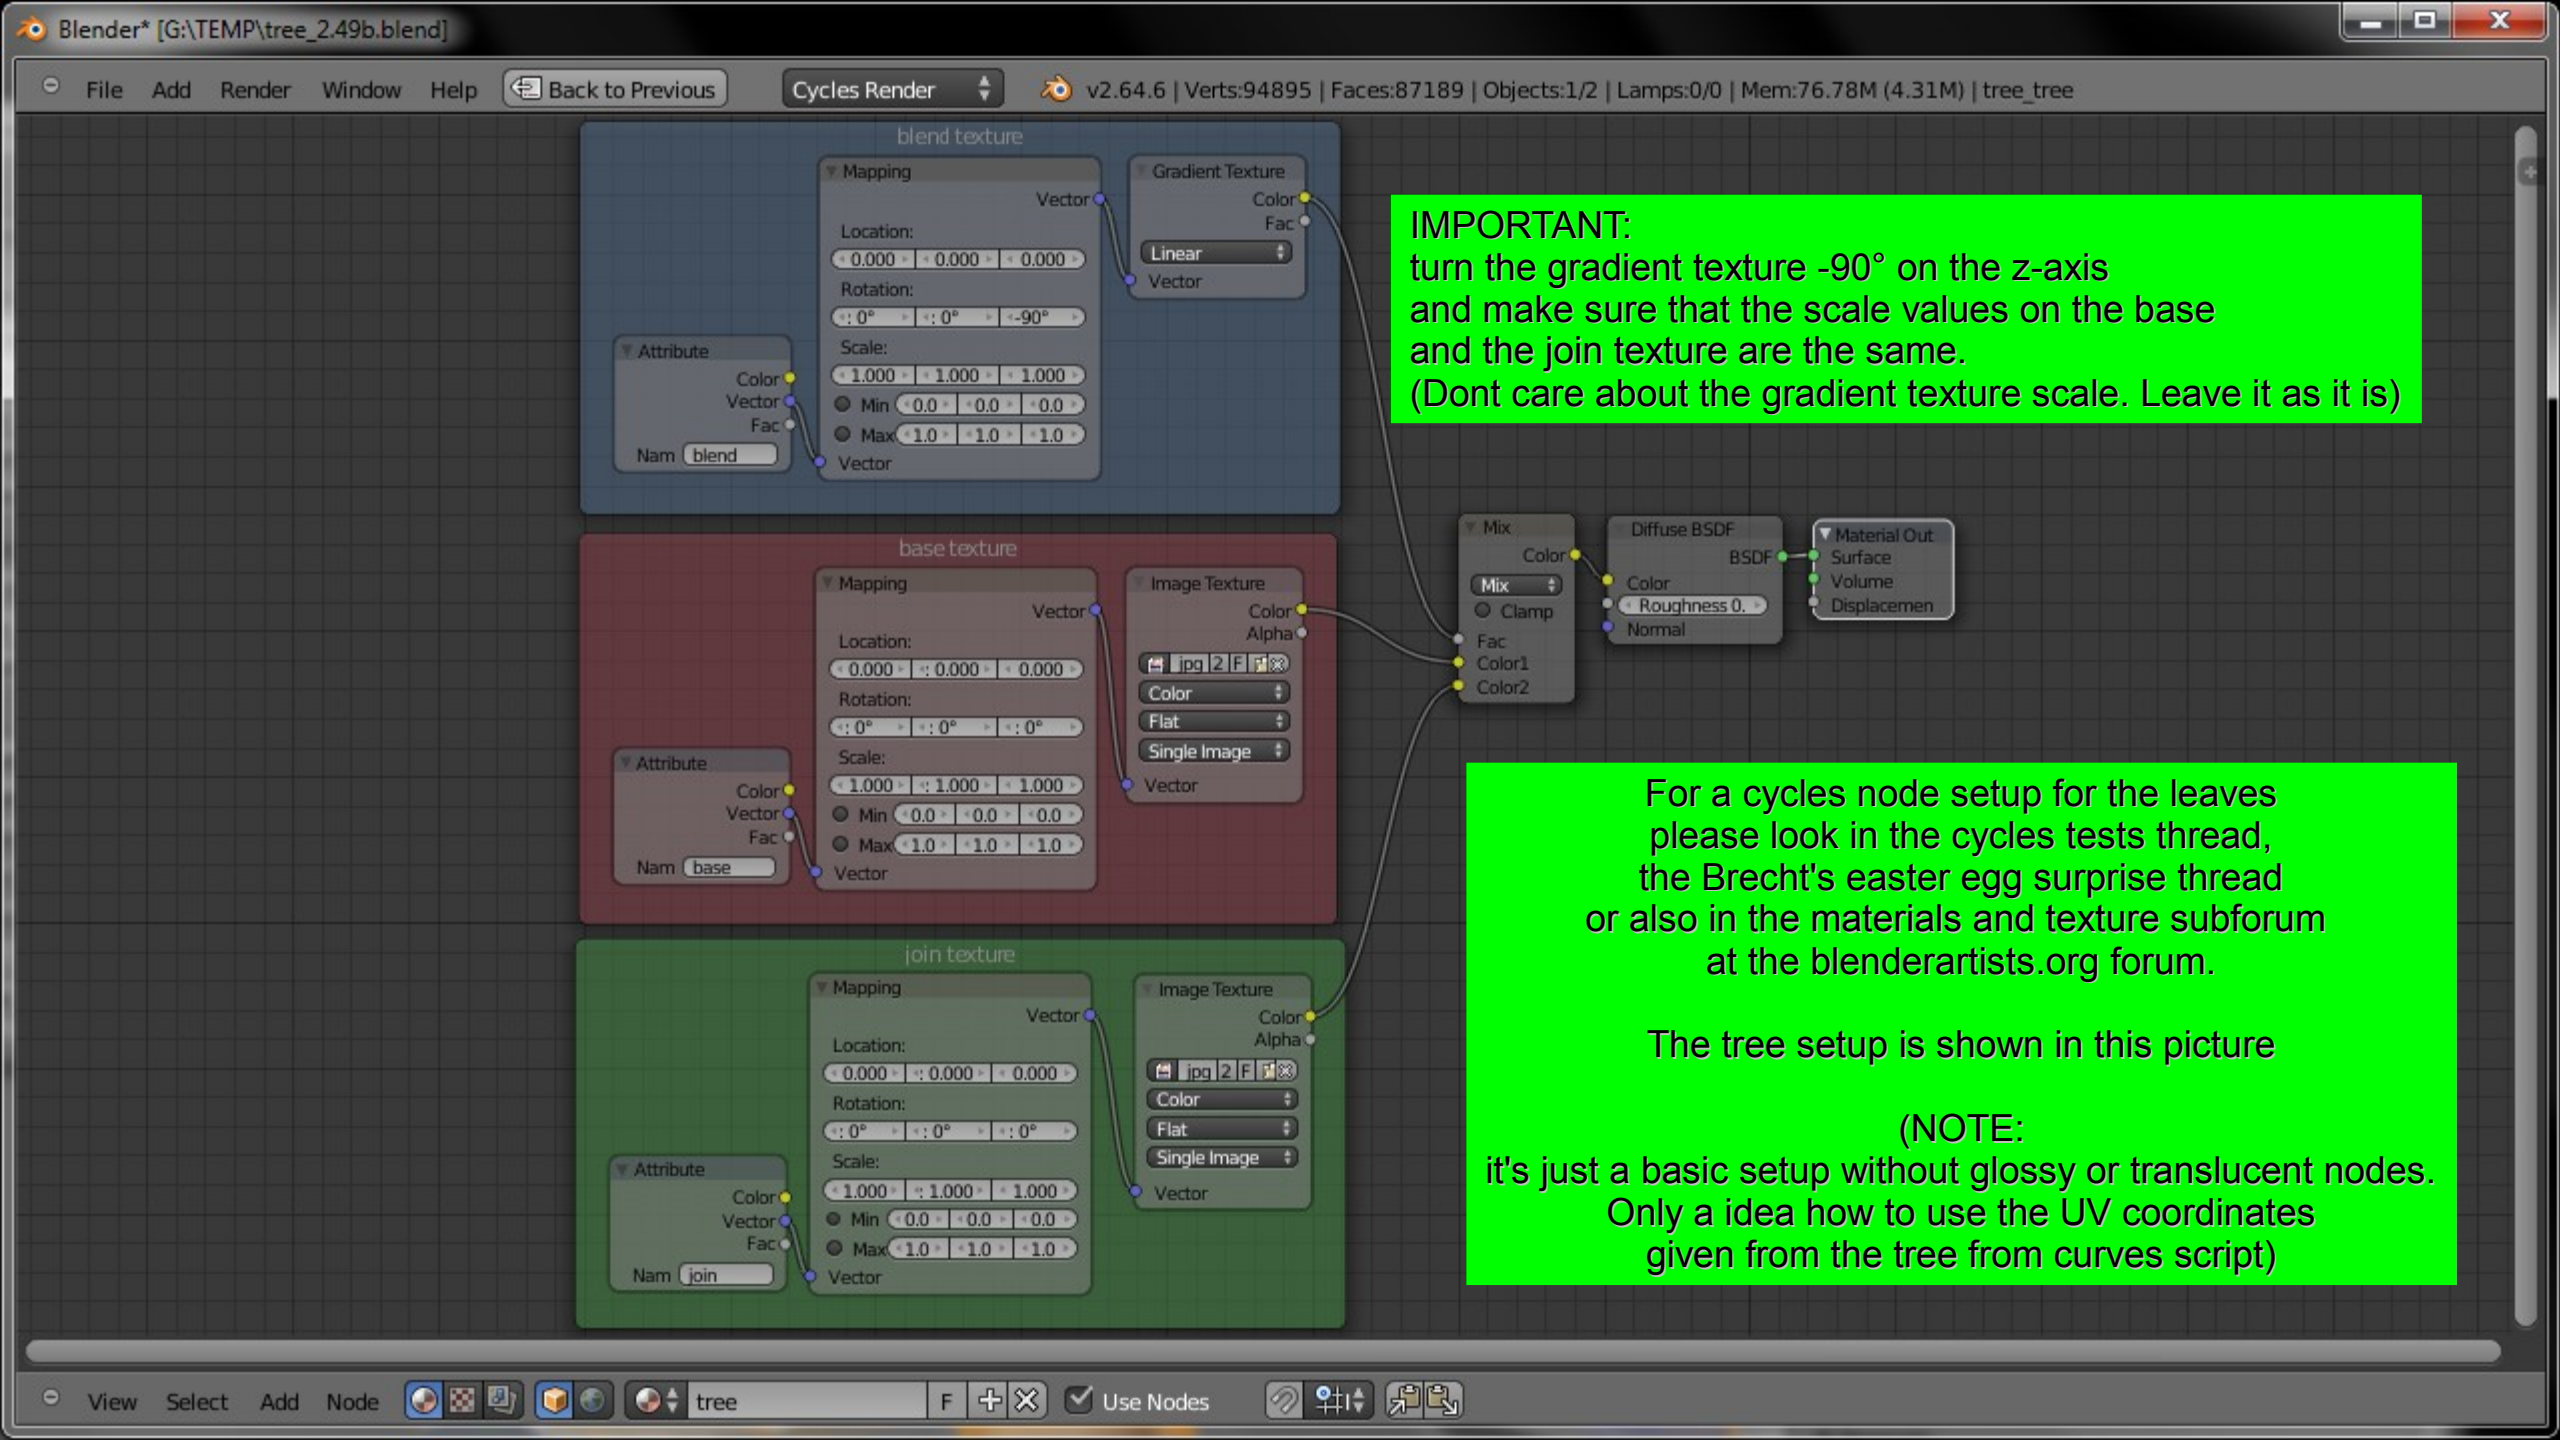 Blender* [G:\TEMP\tree_2.49b.blend]
File Add Render Window Help Back to Previous Cycles Render v2.64.6 | Verts:94895 | Faces:87189 | Objects:1/2 | Lamps:0/0 | Mem:76.78M (4.31M) | tree_tree
blend texture
Attribute
Color
Vector
Fac
Nam blend
Mapping
Vector
Location:
0.000 0.000 0.000
Rotation:
: 0° : 0° -90°
Scale:
1.000 1.000 1.000
Min 0.0 0.0 0.0
Max 1.0 1.0 1.0
Vector
Gradient Texture
Color
Fac
Linear
Vector
IMPORTANT:
turn the gradient texture -90° on the z-axis
and make sure that the scale values on the base
and the join texture are the same.
(Dont care about the gradient texture scale. Leave it as it is)
base texture
Attribute
Color
Vector
Fac
Nam base
Mapping
Vector
Location:
0.000 : 0.000 0.000
Rotation:
: 0° : 0° : 0°
Scale:
1.000 : 1.000 1.000
Min 0.0 0.0 0.0
Max 1.0 1.0 1.0
Vector
Image Texture
Color
Alpha
jpg 2 F
Color
Flat
Single Image
Vector
Mix
Color
Mix
Clamp
Fac
Color1
Color2
Diffuse BSDF
BSDF
Color
Roughness 0.
Normal
Material Out
Surface
Volume
Displacemen
join texture
Attribute
Color
Vector
Fac
Nam join
Mapping
Vector
Location:
0.000 : 0.000 0.000
Rotation:
: 0° : 0° : 0°
Scale:
1.000 : 1.000 1.000
Min 0.0 0.0 0.0
Max 1.0 1.0 1.0
Vector
Image Texture
Color
Alpha
jpg 2 F
Color
Flat
Single Image
Vector
For a cycles node setup for the leaves
please look in the cycles tests thread,
the Brecht's easter egg surprise thread
or also in the materials and texture subforum
at the blenderartists.org forum.
The tree setup is shown in this picture
(NOTE:
it's just a basic setup without glossy or translucent nodes.
Only a idea how to use the UV coordinates
given from the tree from curves script)
View Select Add Node tree F Use Nodes